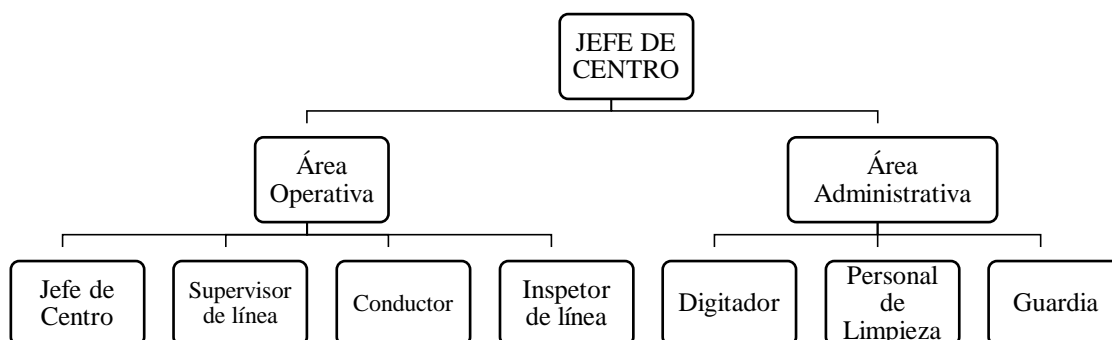 JEFE DE
CENTRO
Área
Operativa
Área
Administrativa
Jefe de
Centro
Supervisor
de línea
Conductor
Inspetor
de línea
Digitador
Personal
de
Limpieza
Guardia